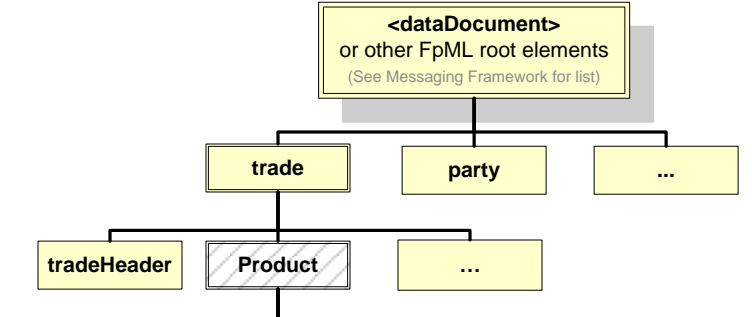 <dataDocument>
or other FpML root elements
(See Messaging Framework for list)
trade
party
...
tradeHeader
Product
...